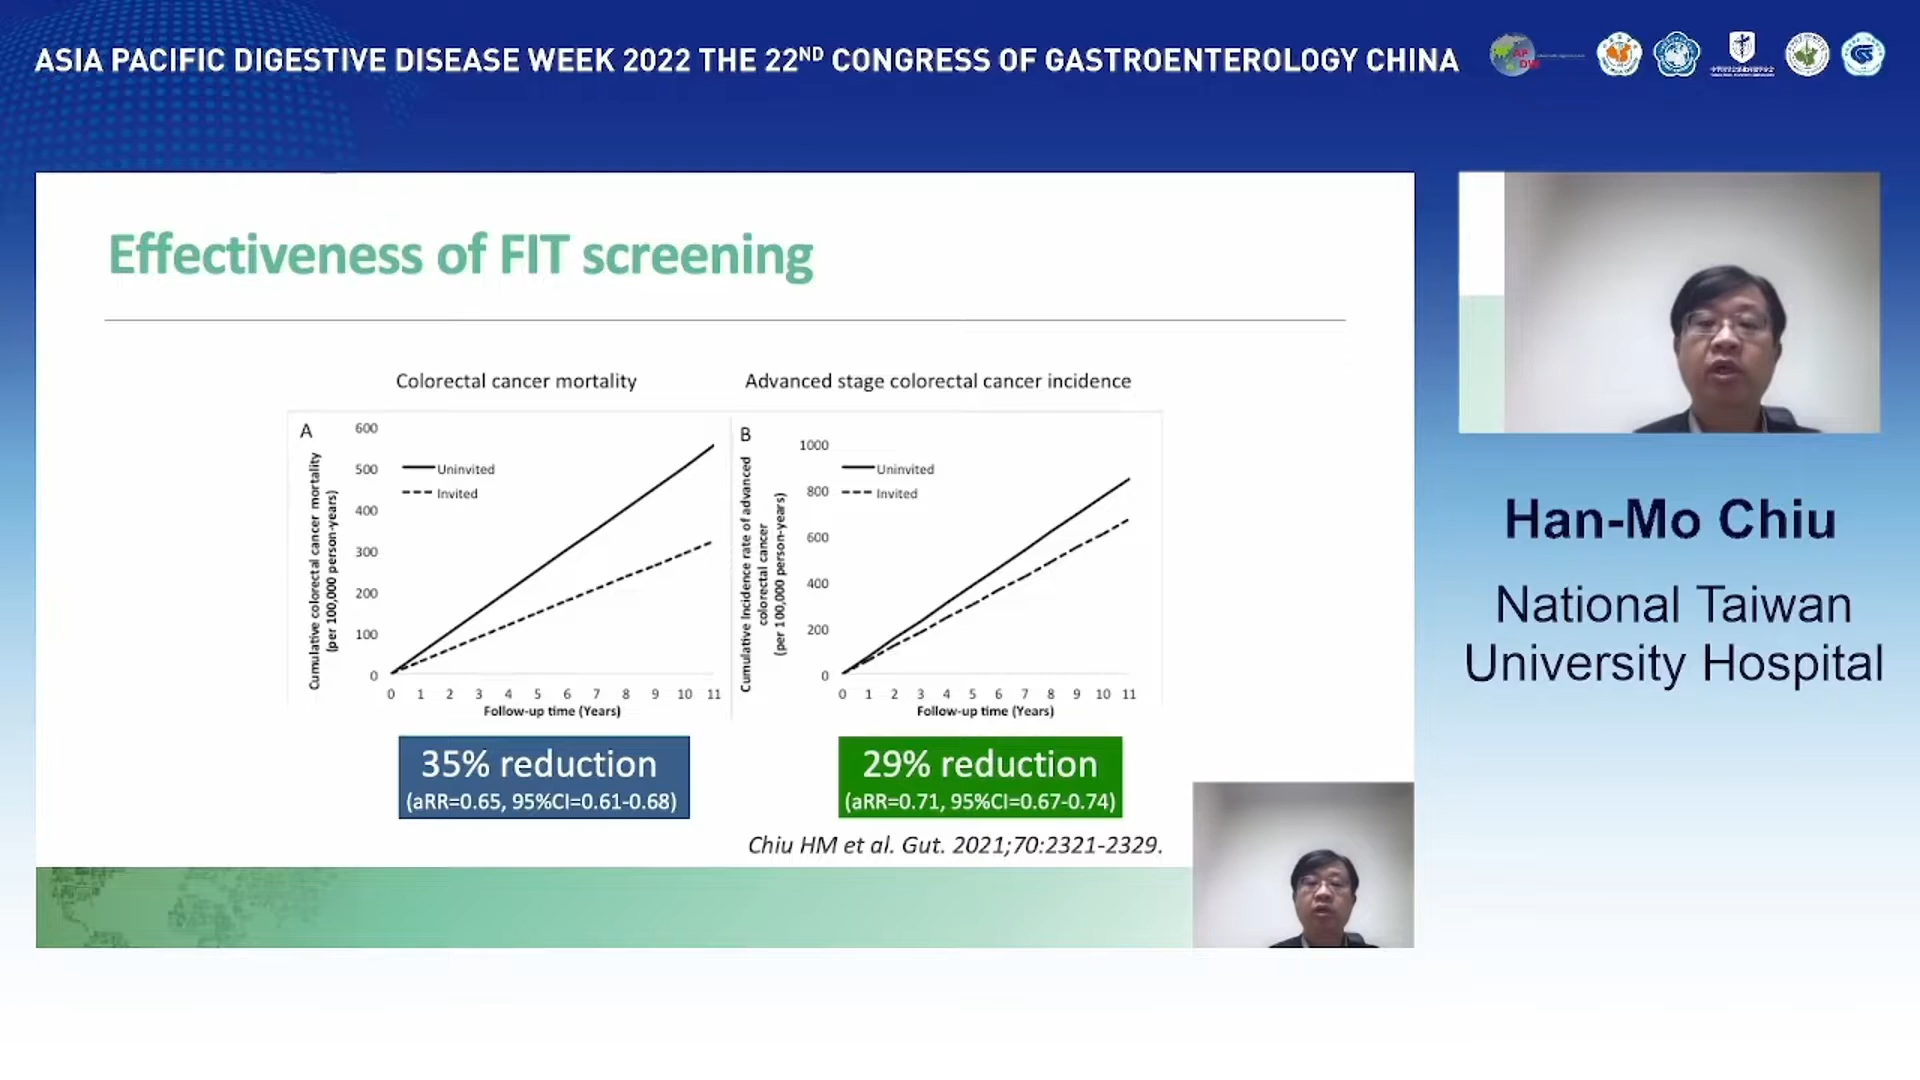 ASIA PACIFIC DIGESTIVE DISEASE WEEK 2022 THE 22ND CONGRESS OF GASTROENTEROLOGY CHINA
Effectiveness of FIT screening
Colorectal cancer mortality
A
Cumulative colorectal cancer mortality
(per 100,000 person-years)
600
500
400
300
200
100
0
Uninvited
Invited
0 1 2 3 4 5 6 7 8 9 10 11
Follow-up time (Years)
35% reduction
(aRR=0.65, 95%CI=0.61-0.68)
Advanced stage colorectal cancer incidence
B
Cumulative Incidence rate of advanced
colorectal cancer
(per 100,000 person-years)
1000
800
600
400
200
0
Uninvited
Invited
0 1 2 3 4 5 6 7 8 9 10 11
Follow-up time (Years)
29% reduction
(aRR=0.71, 95%CI=0.67-0.74)
Chiu HM et al. Gut. 2021;70:2321-2329.
Han-Mo Chiu
National Taiwan
University Hospital